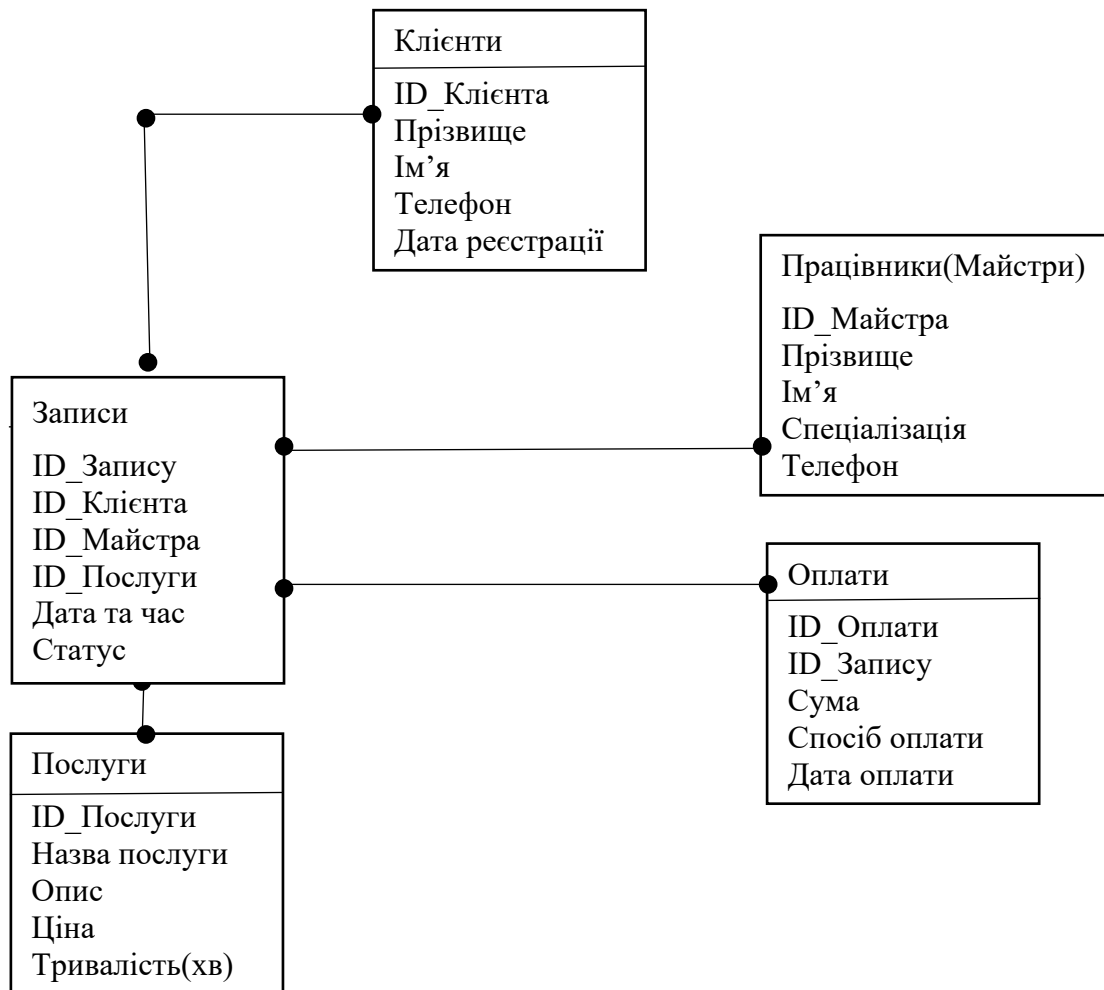 Клієнти
ID_Клієнта
Прізвище
Ім’я
Телефон
Дата реєстрації
Працівники(Майстри)
ID_Майстра
Прізвище
Ім’я
Спеціалізація
Телефон
Записи
ID_Запису
ID_Клієнта
ID_Майстра
ID_Послуги
Дата та час
Статус
Оплати
ID_Оплати
ID_Запису
Сума
Спосіб оплати
Дата оплати
Послуги
ID_Послуги
Назва послуги
Опис
Ціна
Тривалість(хв)